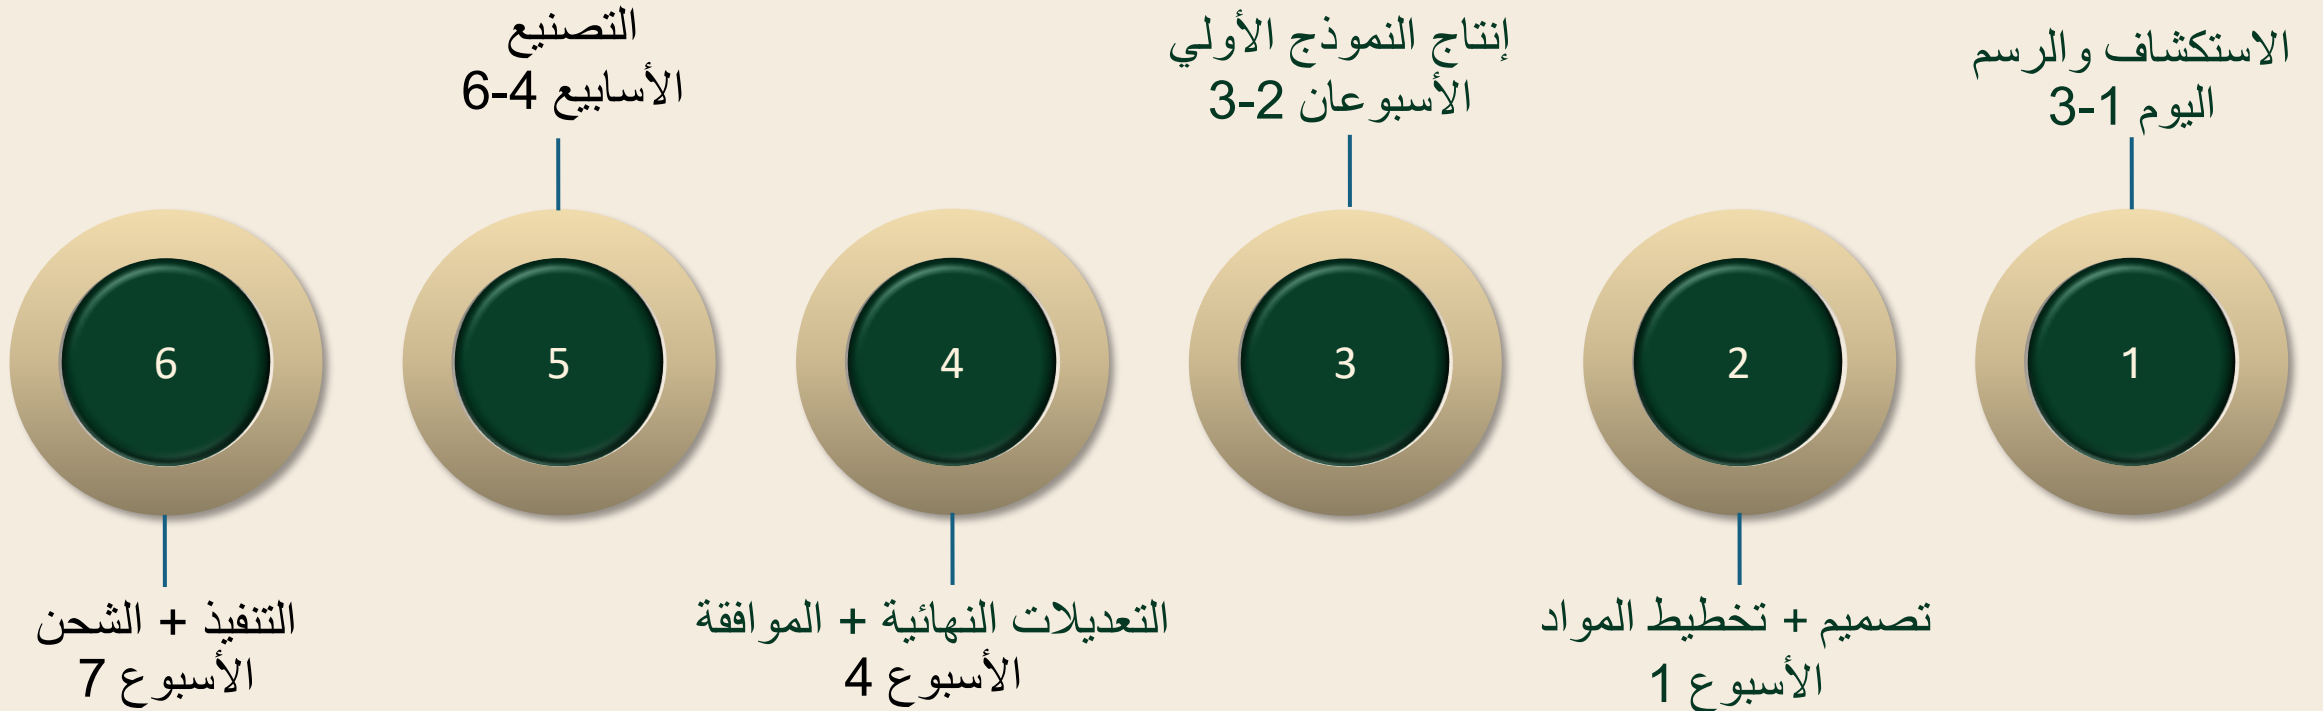 الاستكشاف والرسم
اليوم 1-3
1
2
تصميم + تخطيط المواد
الأسبوع 1
إنتاج النموذج الأولي
الأسبوعان 2-3
3
4
التعديلات النهائية + الموافقة
الأسبوع 4
التصنيع
الأسابيع 4-6
5
6
التنفيذ + الشحن
الأسبوع 7